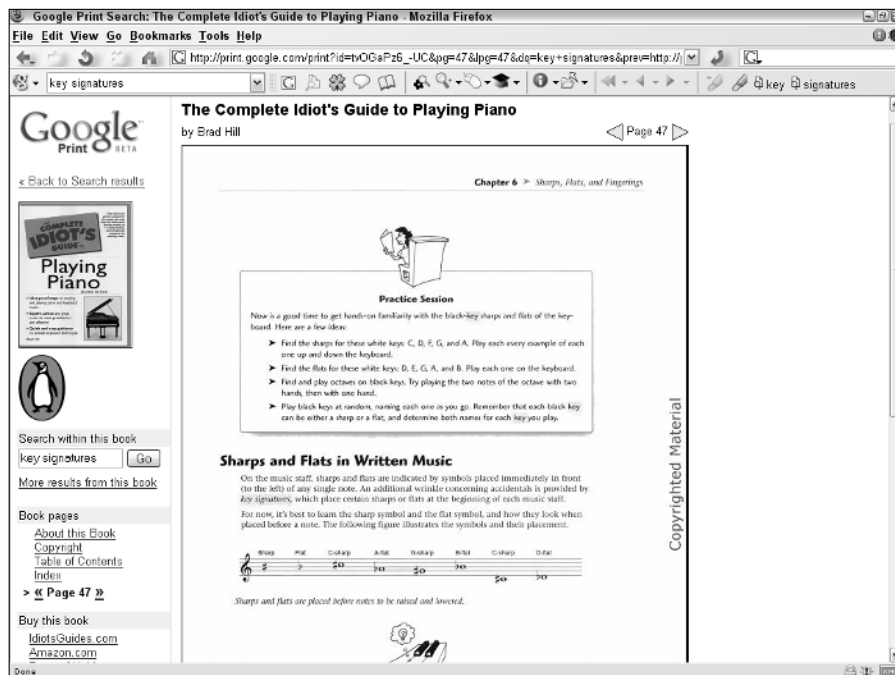 Google Print Search: The Complete Idiot's Guide to Playing Piano - Mozilla Firefox
File Edit View Go Bookmarks Tools Help
http://print.google.com/print?id=tvOGaPz6_-UC&pg=47&lpg=47&dq=key+signatures&prev=http://
key signatures
key signatures
Google
Print BETA
« Back to Search results
THE COMPLETE
IDIOT'S
GUIDE
Playing
Piano
Search within this book
key signatures Go
More results from this book
Book pages
About this Book
Copyright
Table of Contents
Index
> « Page 47 »
Buy this book
IdiotsGuides.com
Amazon.com
The Complete Idiot's Guide to Playing Piano
by Brad Hill
Page 47
Chapter 6 ➤ Sharps, Flats, and Fingerings
Practice Session
Now is a good time to get hands-on familiarity with the black-key sharps and flats of the key-
board. Here are a few ideas:
➤ Find the sharps for these white keys: C, D, F, G, and A. Play each every example of each
one up and down the keyboard.
➤ Find the flats for these white keys: D, E, G, A, and B. Play each one on the keyboard.
➤ Find and play octaves on black keys. Try playing the two notes of the octave with two
hands, then with one hand.
➤ Play black keys at random, naming each one as you go. Remember that each black key
can be either a sharp or a flat, and determine both names for each key you play.
Sharps and Flats in Written Music
On the music staff, sharps and flats are indicated by symbols placed immediately in front
(to the left) of any single note. An additional wrinkle concerning accidentals is provided by
key signatures, which place certain sharps or flats at the beginning of each music staff.
For now, it's best to learn the sharp symbol and the flat symbol, and how they look when
placed before a note. The following figure illustrates the symbols and their placement.
Sharp Flat C-sharp A-flat G-sharp B-flat C-sharp D-flat
Sharps and flats are placed before notes to be raised and lowered.
Copyrighted Material
Done